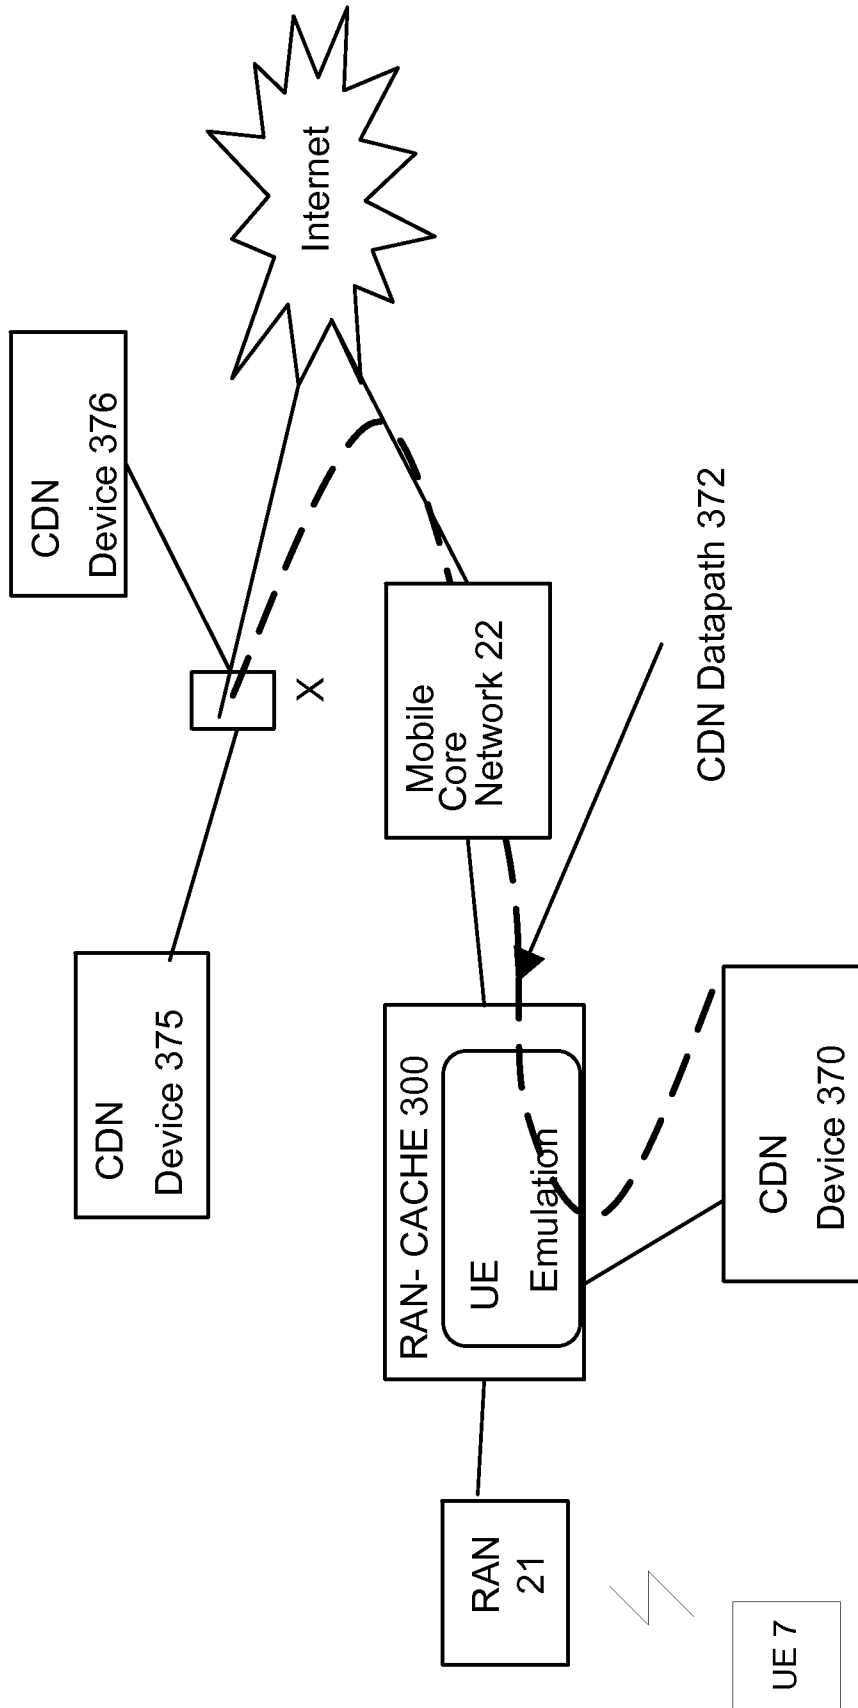 CDN
Device 376
Internet
X
CDN
Device 375
Mobile
Core
Network 22
CDN Datapath 372
RAN- CACHE 300
UE
Emulation
CDN
Device 370
RAN
21
UE 7